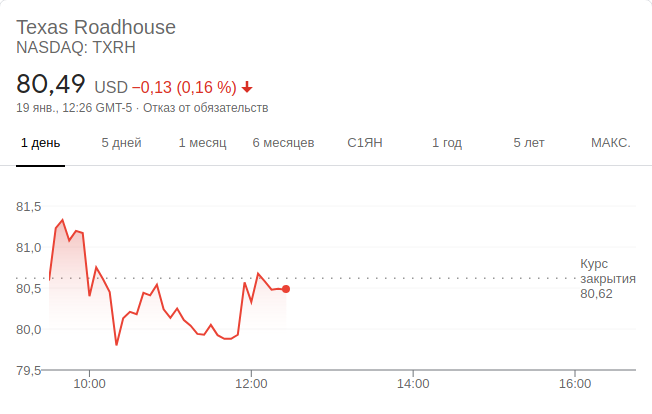 Texas Roadhouse
NASDAQ: TXRH
80,49 USD −0,13 (0,16 %)
19 янв., 12:26 GMT-5 · Отказ от обязательств
1 день 5 дней 1 месяц 6 месяцев С1ЯН 1 год 5 лет МАКС.
81,5
81,0
80,5
80,0
79,5
Курс
закрытия
80,62
10:00 12:00 14:00 16:00